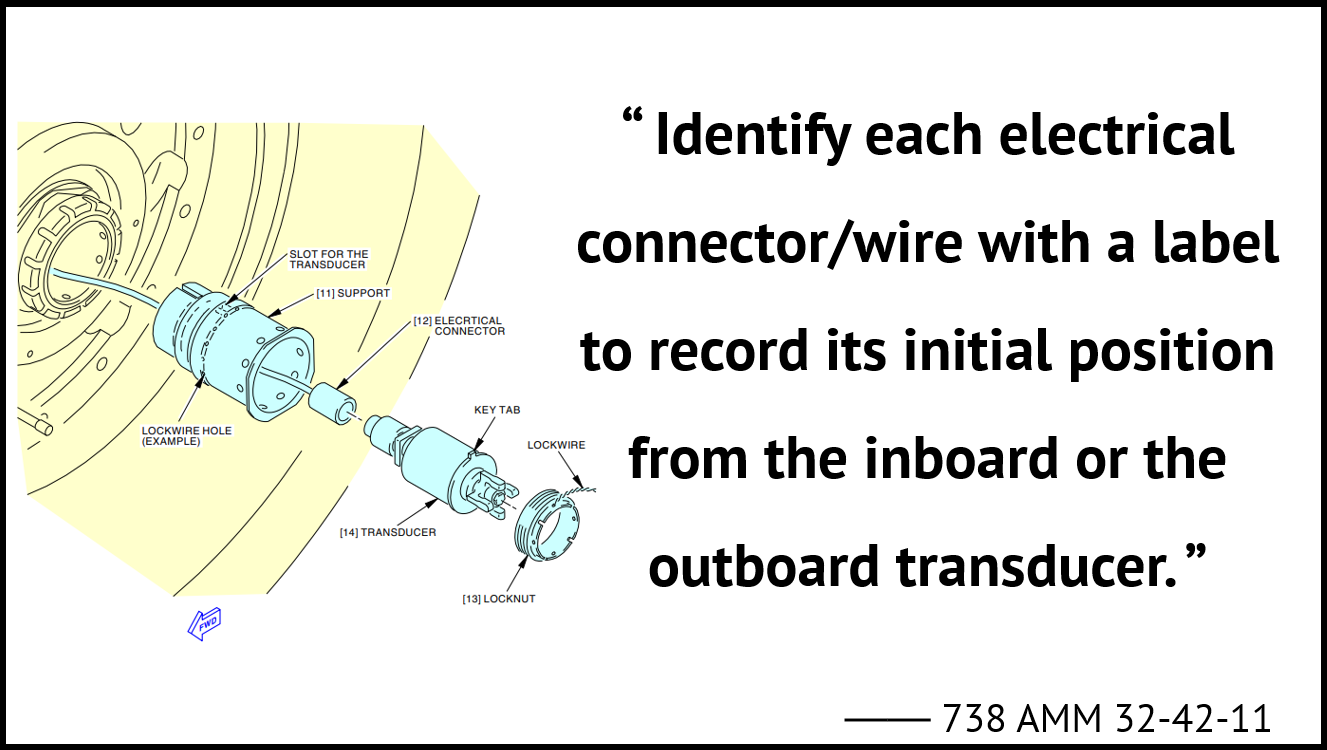 “ Identify each electrical
connector/wire with a label
to record its initial position
from the inboard or the
outboard transducer. ”
—— 738 AMM 32-42-11
SLOT FOR THE
TRANSDUCER
[11] SUPPORT
[12] ELECRTICAL
CONNECTOR
KEY TAB
LOCKWIRE HOLE
(EXAMPLE)
LOCKWIRE
[14] TRANSDUCER
[13] LOCKNUT
FWD